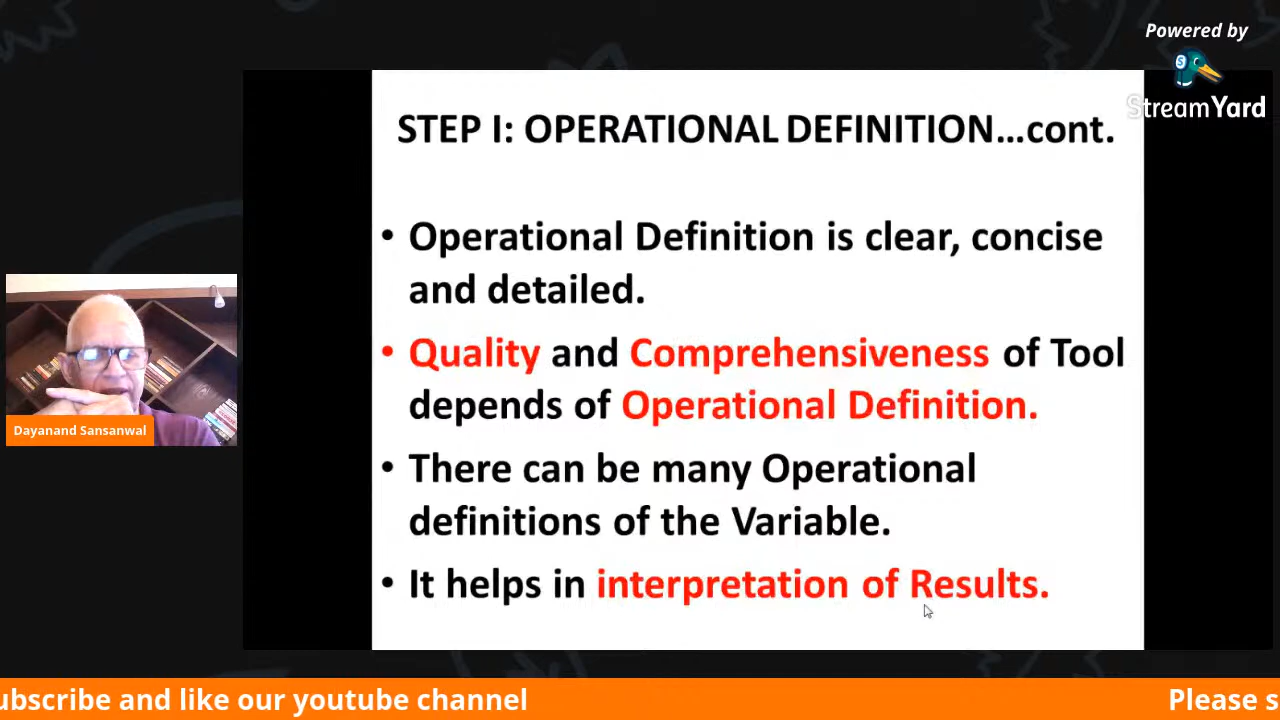 Powered by
StreamYard
STEP I: OPERATIONAL DEFINITION…cont.
• Operational Definition is clear, concise
and detailed.
• Quality and Comprehensiveness of Tool
depends of Operational Definition.
• There can be many Operational
definitions of the Variable.
• It helps in interpretation of Results.
Dayanand Sansanwal
ubscribe and like our youtube channel
Please s